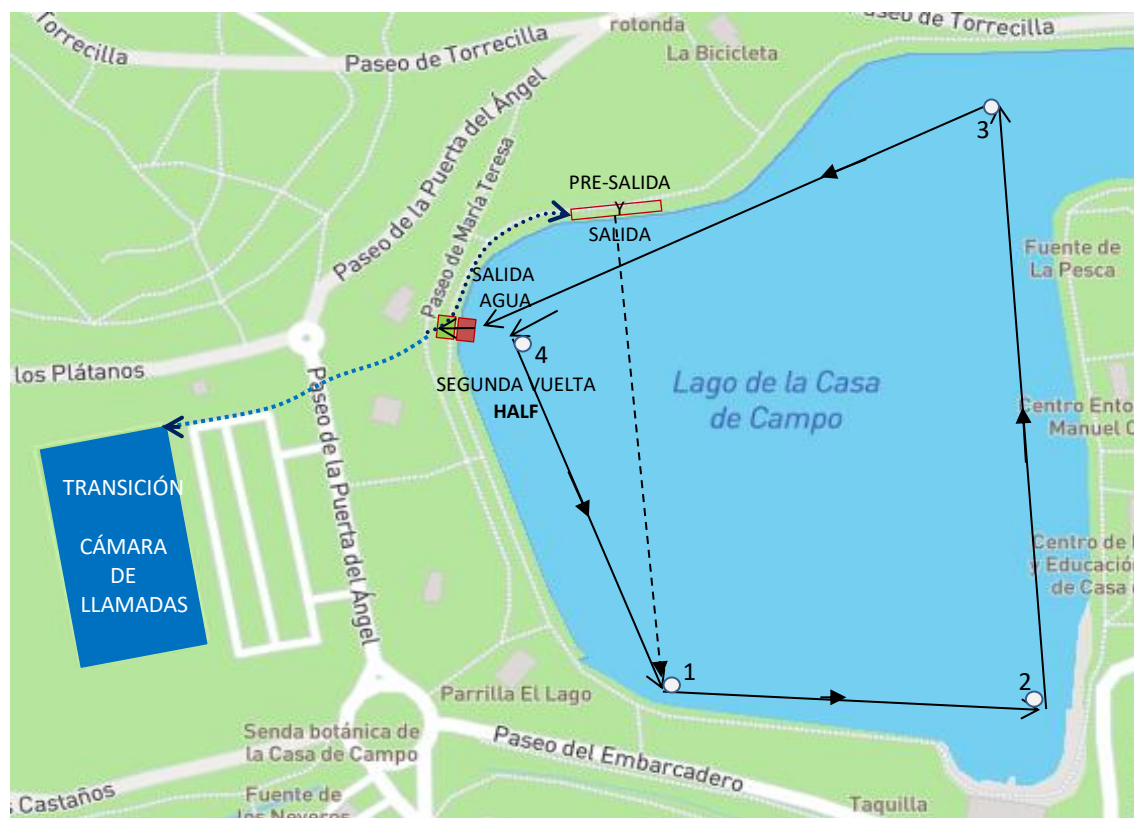 Torrecilla
Paseo de Torrecilla
rotonda
La Bicicleta
Paseo de Torrecilla
Paseo de la Puerta del Ángel
Paseo de María Teresa
PRE-SALIDA
Y
SALIDA
3
Fuente de
La Pesca
SALIDA
AGUA
4
los Plátanos
SEGUNDA VUELTA
HALF
Lago de la Casa
de Campo
Centro Ento
Manuel C
Paseo de la Puerta del Ángel
TRANSICIÓN
CÁMARA
DE
LLAMADAS
Centro de
y Educación
de Casa
1
2
Parrilla El Lago
Senda botánica de
la Casa de Campo
Paseo del Embarcadero
s Castaños
Fuente de
los Neveros
Taquilla